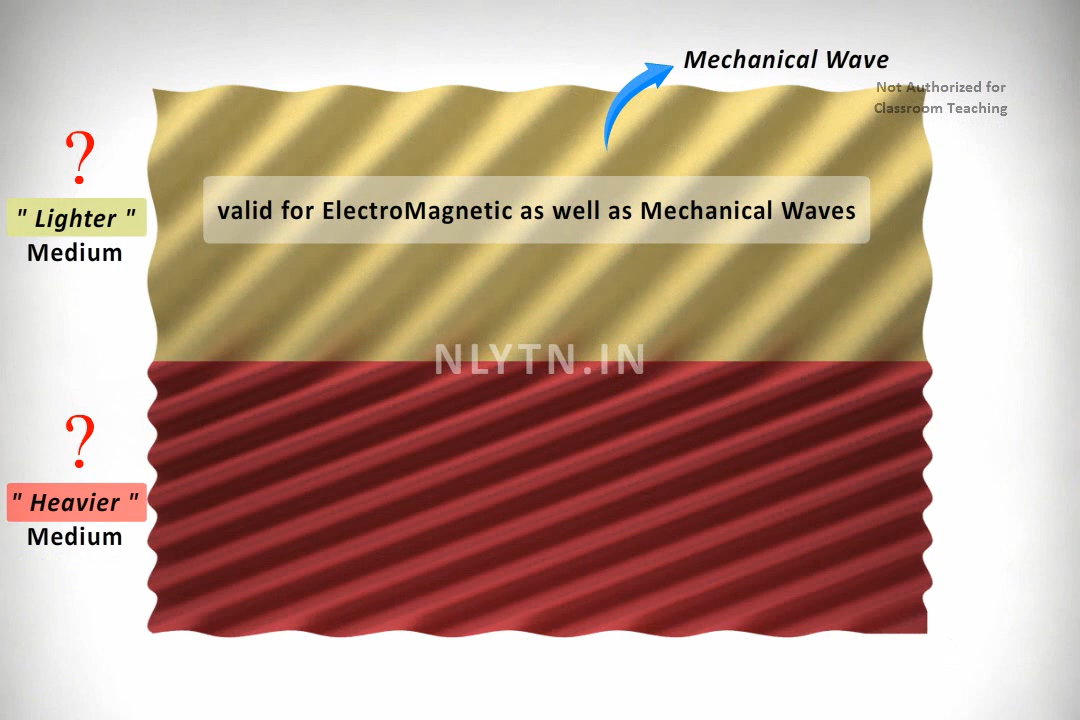 Mechanical Wave
Not Authorized for
Classroom Teaching
?
" Lighter "
Medium
valid for ElectroMagnetic as well as Mechanical Waves
NLYTN.IN
?
" Heavier "
Medium